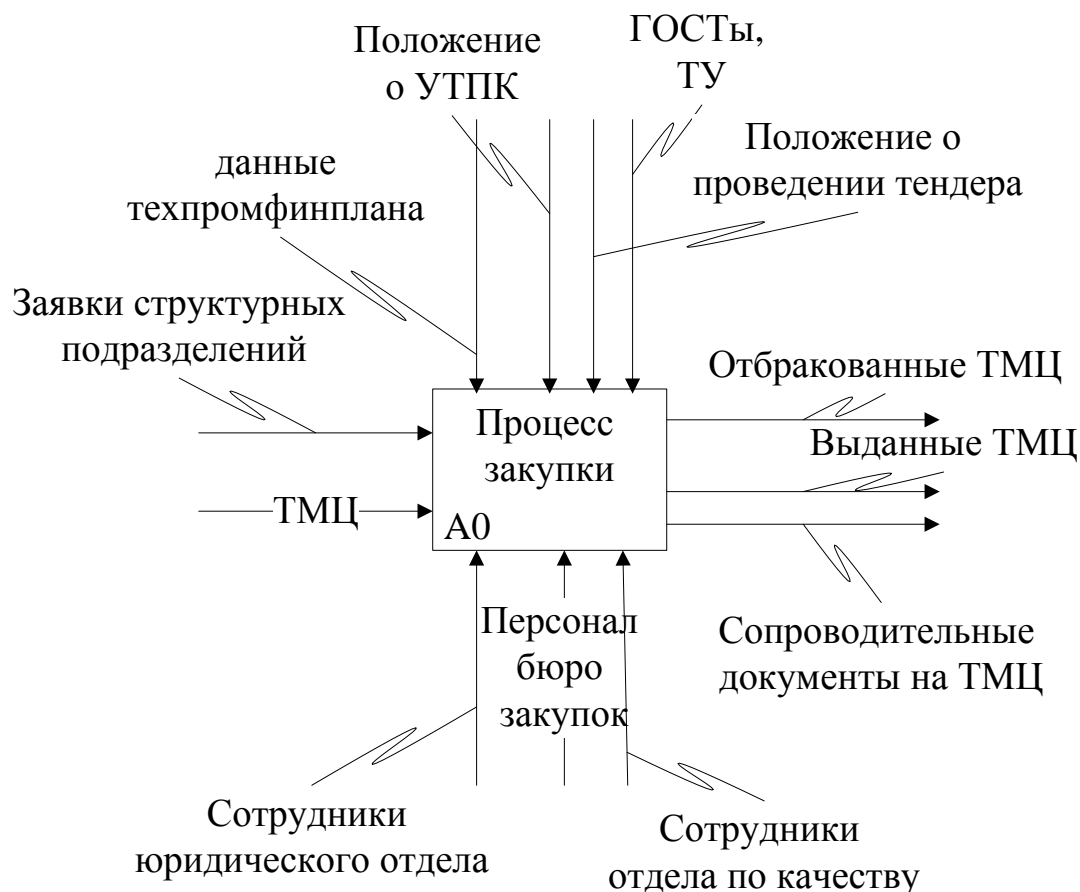 Положение
о УТПК
ГОСТы,
ТУ
Положение о
проведении тендера
данные
техпромфинплана
Заявки структурных
подразделений
ТМЦ
Процесс
закупки
A0
Отбракованные ТМЦ
Выданные ТМЦ
Сопроводительные
документы на ТМЦ
Персонал
бюро
закупок
Сотрудники
юридического отдела
Сотрудники
отдела по качеству